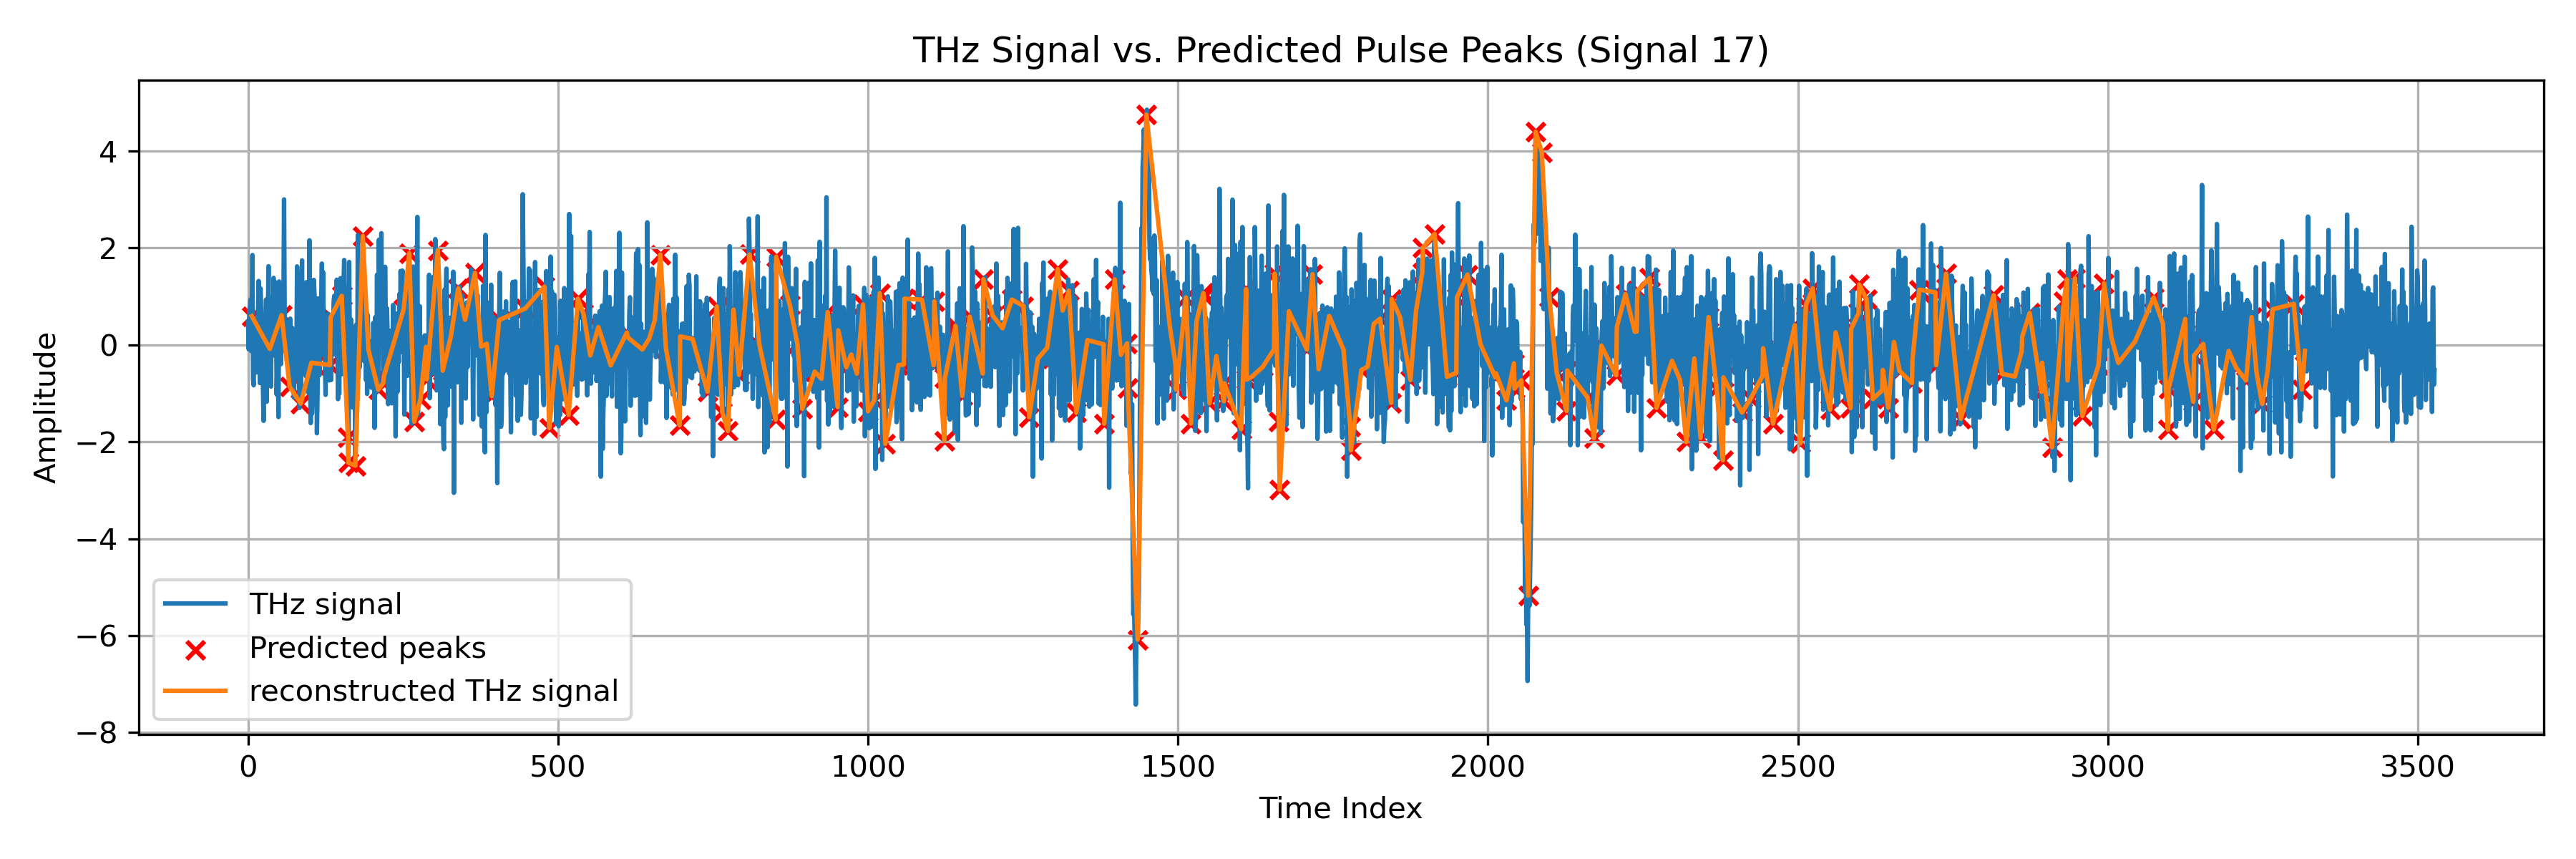 THz Signal vs. Predicted Pulse Peaks (Signal 17)
Amplitude
4
2
0
−2
−4
−6
−8
THz signal
Predicted peaks
reconstructed THz signal
0 500 1000 1500 2000 2500 3000 3500
Time Index